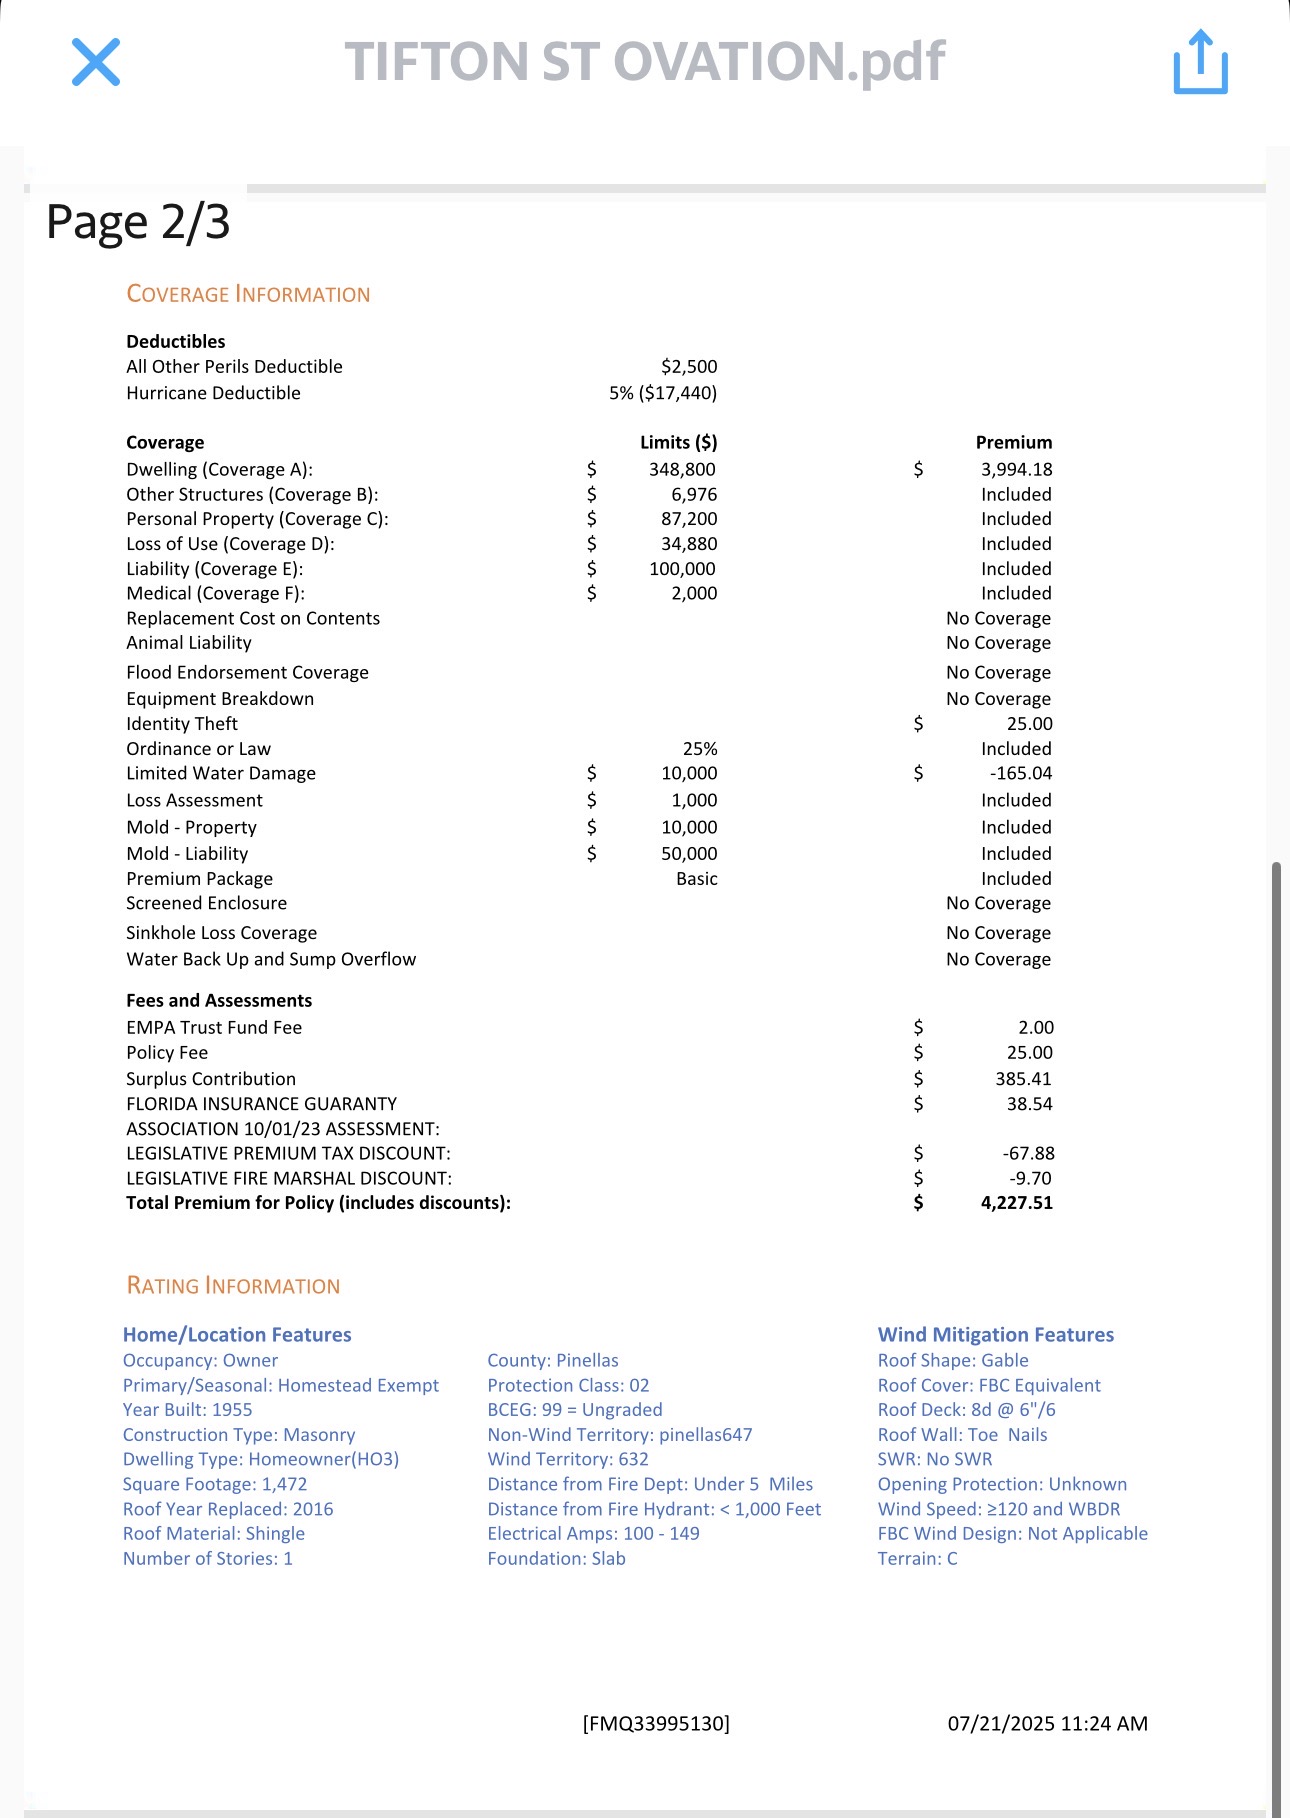 TIFTON ST OVATION.pdf
Page 2/3
COVERAGE INFORMATION
Deductibles
All Other Perils Deductible $2,500
Hurricane Deductible 5% ($17,440)
Coverage Limits ($) Premium
Dwelling (Coverage A): $ 348,800 $ 3,994.18
Other Structures (Coverage B): $ 6,976 Included
Personal Property (Coverage C): $ 87,200 Included
Loss of Use (Coverage D): $ 34,880 Included
Liability (Coverage E): $ 100,000 Included
Medical (Coverage F): $ 2,000 Included
Replacement Cost on Contents No Coverage
Animal Liability No Coverage
Flood Endorsement Coverage No Coverage
Equipment Breakdown No Coverage
Identity Theft $ 25.00
Ordinance or Law 25% Included
Limited Water Damage $ 10,000 $ -165.04
Loss Assessment $ 1,000 Included
Mold - Property $ 10,000 Included
Mold - Liability $ 50,000 Included
Premium Package Basic Included
Screened Enclosure No Coverage
Sinkhole Loss Coverage No Coverage
Water Back Up and Sump Overflow No Coverage
Fees and Assessments
EMPA Trust Fund Fee $ 2.00
Policy Fee $ 25.00
Surplus Contribution $ 385.41
FLORIDA INSURANCE GUARANTY $ 38.54
ASSOCIATION 10/01/23 ASSESSMENT:
LEGISLATIVE PREMIUM TAX DISCOUNT: $ -67.88
LEGISLATIVE FIRE MARSHAL DISCOUNT: $ -9.70
Total Premium for Policy (includes discounts): $ 4,227.51
RATING INFORMATION
Home/Location Features Wind Mitigation Features
Occupancy: Owner County: Pinellas Roof Shape: Gable
Primary/Seasonal: Homestead Exempt Protection Class: 02 Roof Cover: FBC Equivalent
Year Built: 1955 BCEG: 99 = Ungraded Roof Deck: 8d @ 6"/6
Construction Type: Masonry Non-Wind Territory: pinellas647 Roof Wall: Toe Nails
Dwelling Type: Homeowner(HO3) Wind Territory: 632 SWR: No SWR
Square Footage: 1,472 Distance from Fire Dept: Under 5 Miles Opening Protection: Unknown
Roof Year Replaced: 2016 Distance from Fire Hydrant: < 1,000 Feet Wind Speed: ≥120 and WBDR
Roof Material: Shingle Electrical Amps: 100 - 149 FBC Wind Design: Not Applicable
Number of Stories: 1 Foundation: Slab Terrain: C
[FMQ33995130] 07/21/2025 11:24 AM